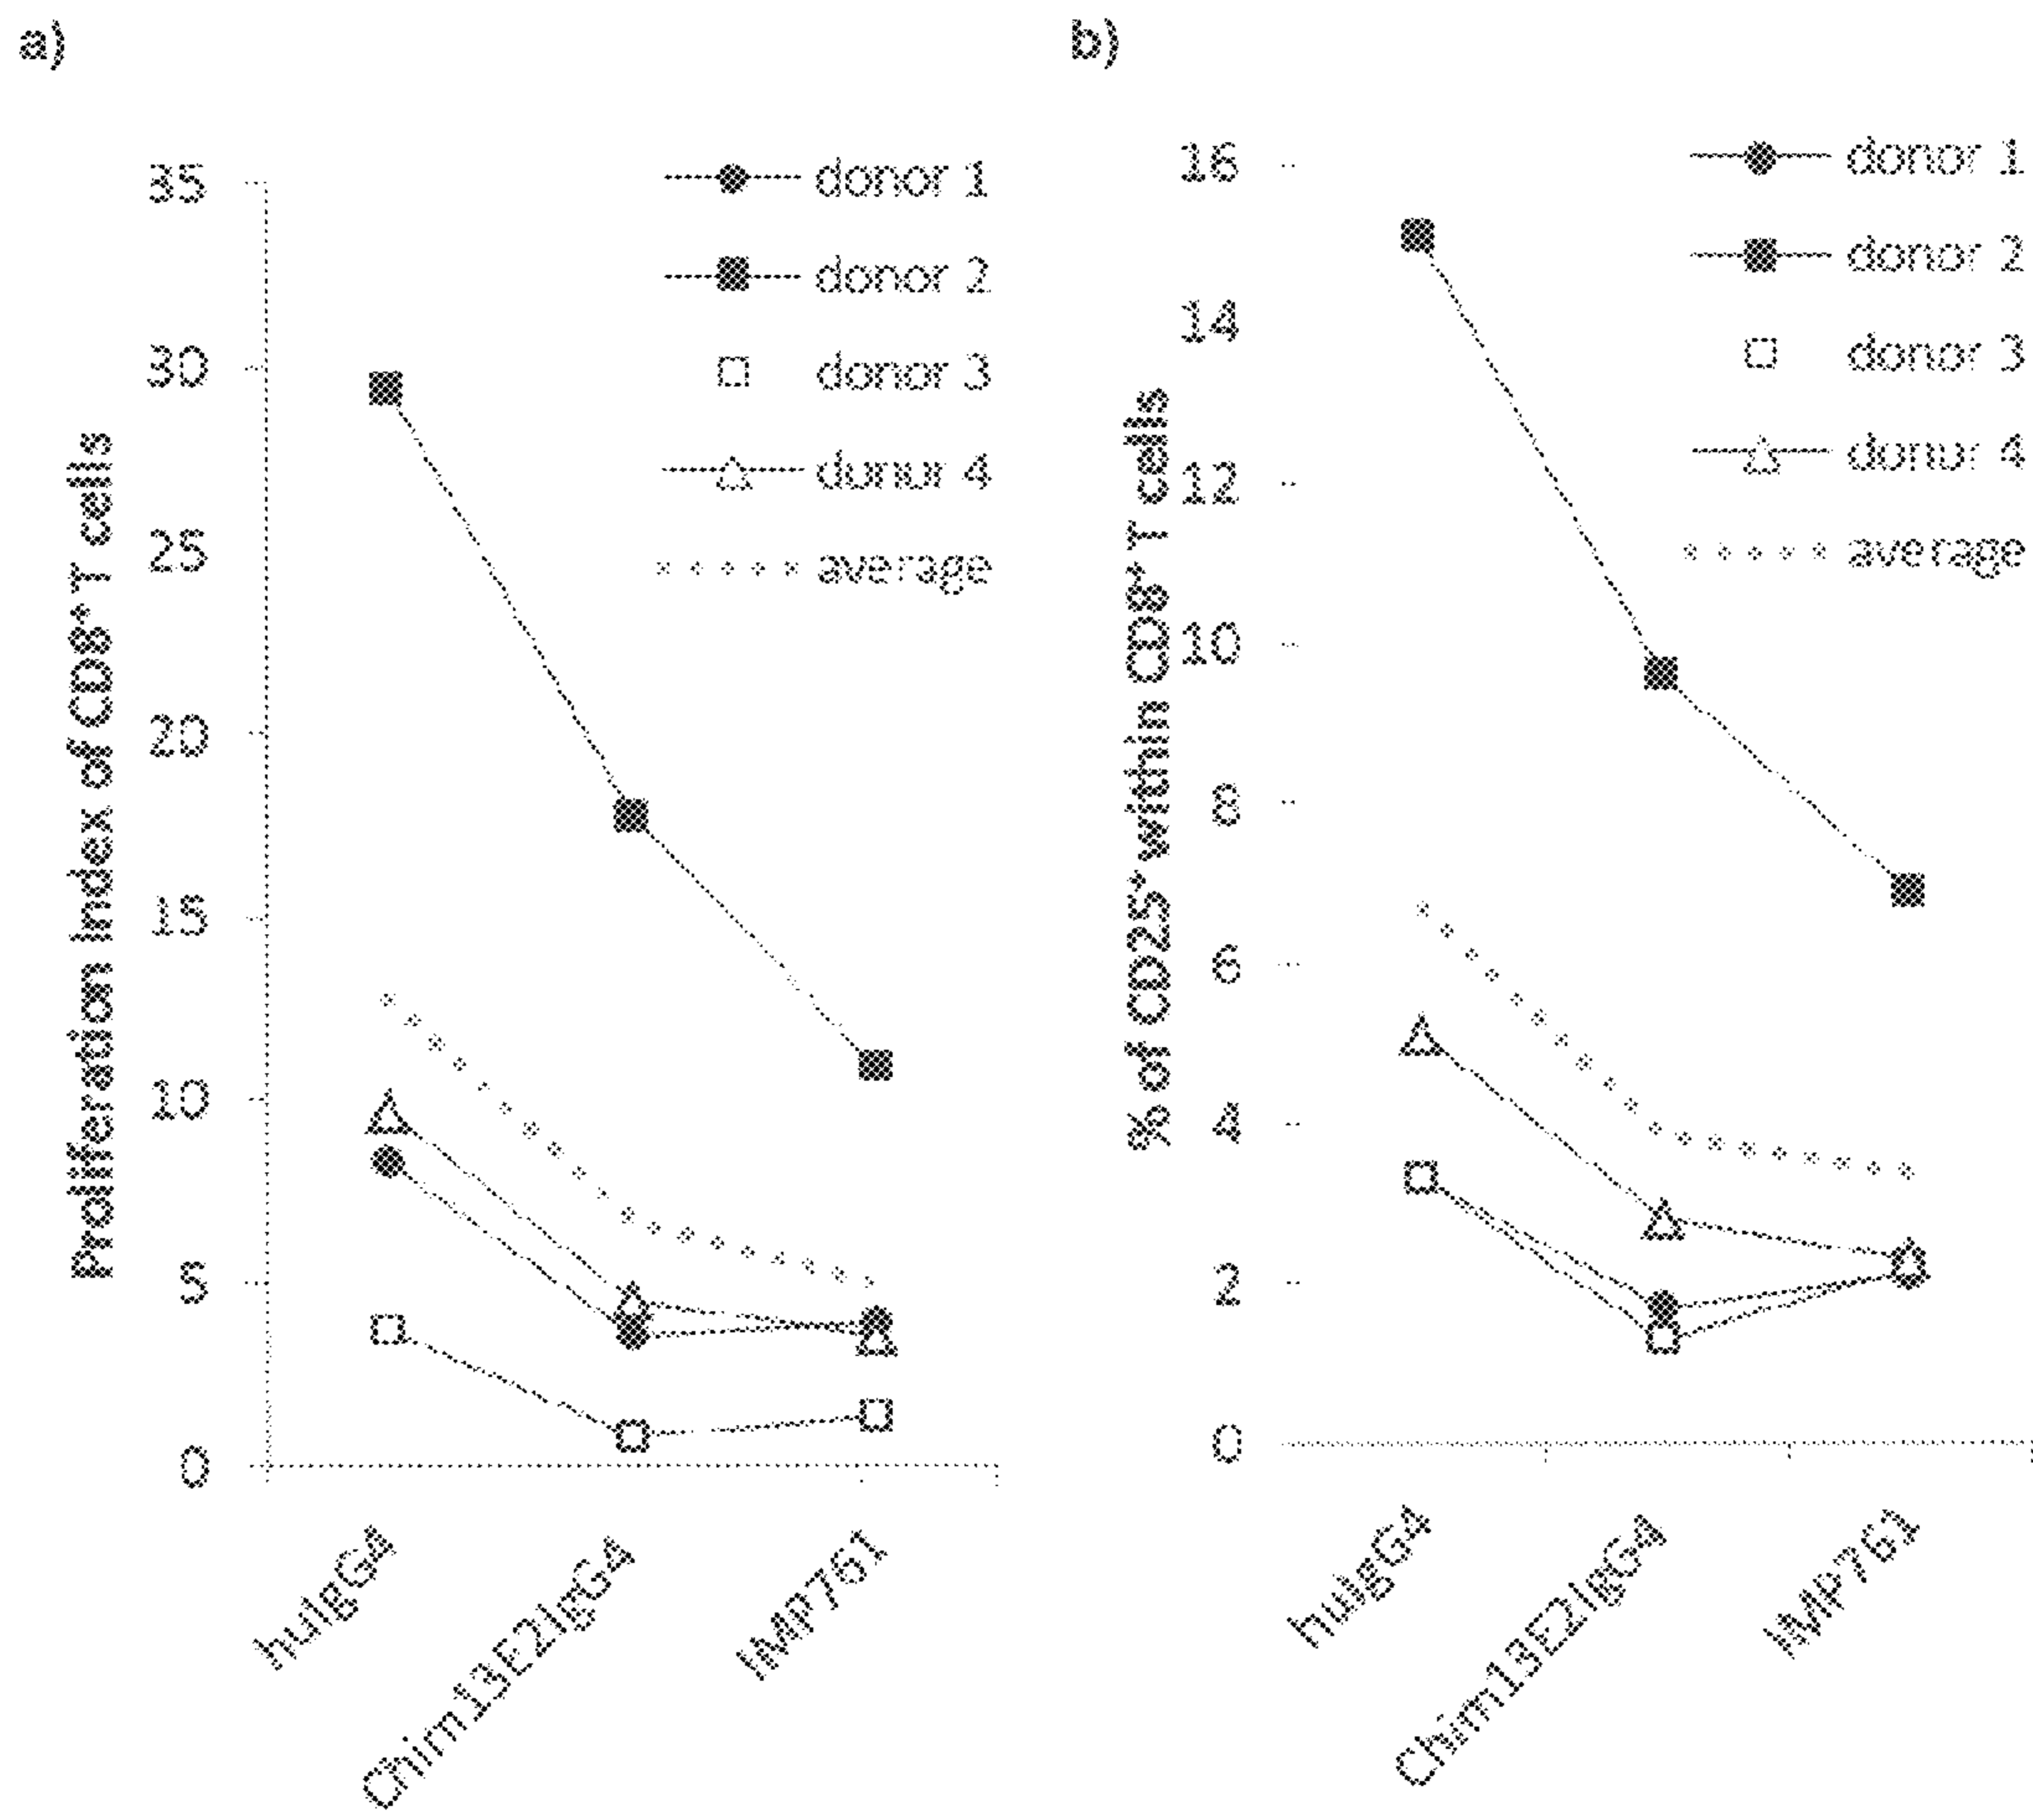 a)
Proliferation Index of CD8⁺ T cells
35
30
25
20
15
10
5
0
donor 1
donor 2
donor 3
donor 4
average
huIgG4
Chim13E2IgG4
IMP761
b)
% of CD25⁺ within CD8⁺ T cells
16
14
12
10
8
6
4
2
0
donor 1
donor 2
donor 3
donor 4
average
huIgG4
Chim13E2IgG4
IMP761